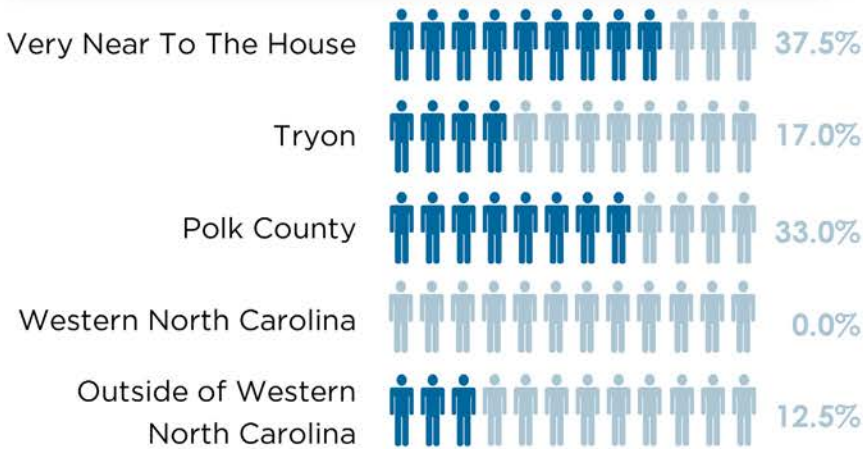 Very Near To The House 37.5%
Tryon 17.0%
Polk County 33.0%
Western North Carolina 0.0%
Outside of Western
North Carolina 12.5%